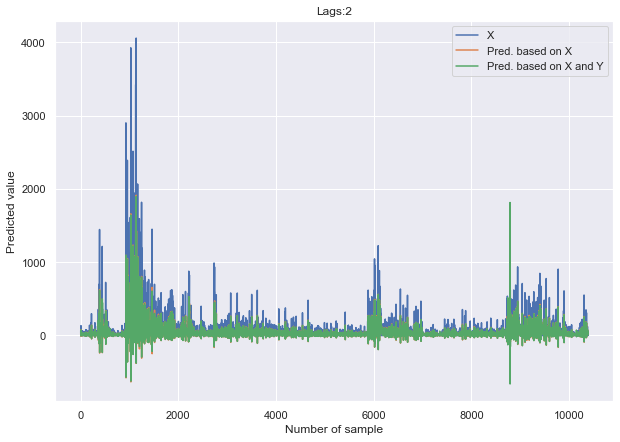 Lags:2
X
Pred. based on X
Pred. based on X and Y
Predicted value
4000
3000
2000
1000
0
0
2000
4000
6000
8000
10000
Number of sample